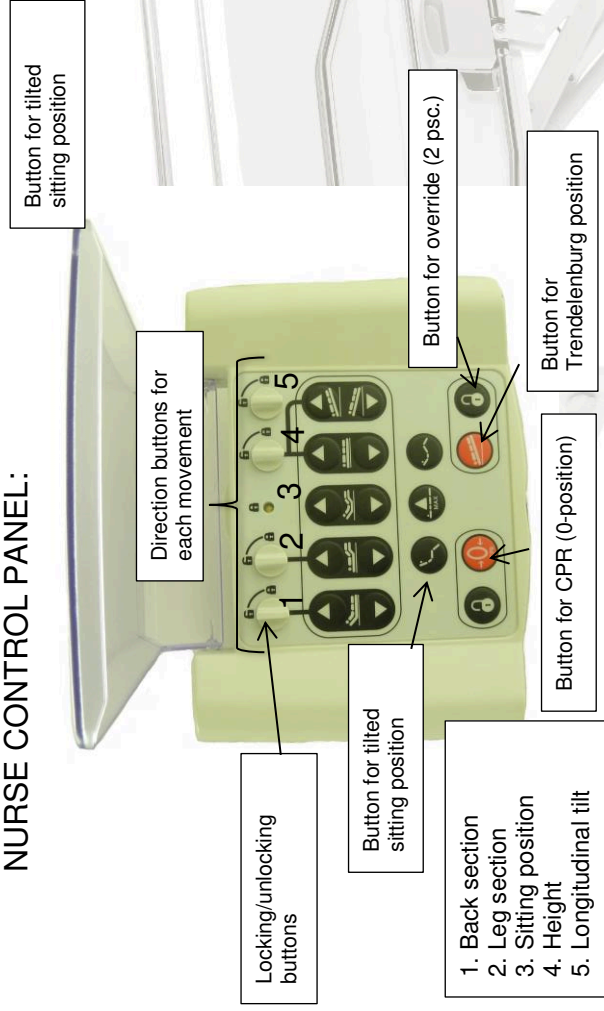 NURSE CONTROL PANEL:
Button for tilted
sitting position
Direction buttons for
each movement
Locking/unlocking
buttons
1
2
3
4
5
MAX
Button for tilted
sitting position
Button for override (2 psc.)
0
Button for CPR (0-position)
Button for
Trendelenburg position
1. Back section
2. Leg section
3. Sitting position
4. Height
5. Longitudinal tilt